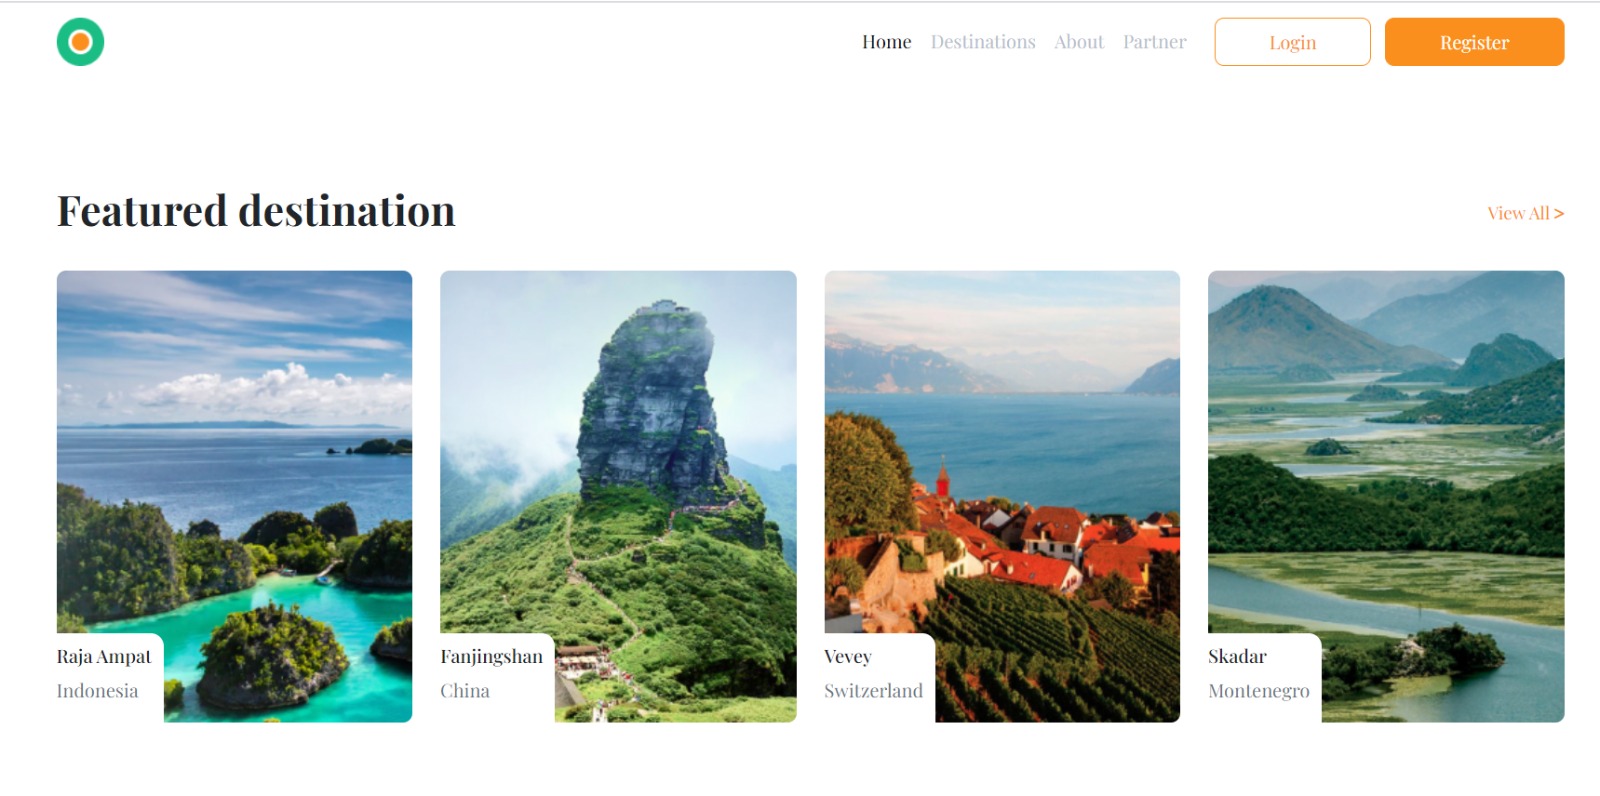 Home Destinations About Partner Login Register
Featured destination
View All >
Raja Ampat
Indonesia
Fanjingshan
China
Vevey
Switzerland
Skadar
Montenegro